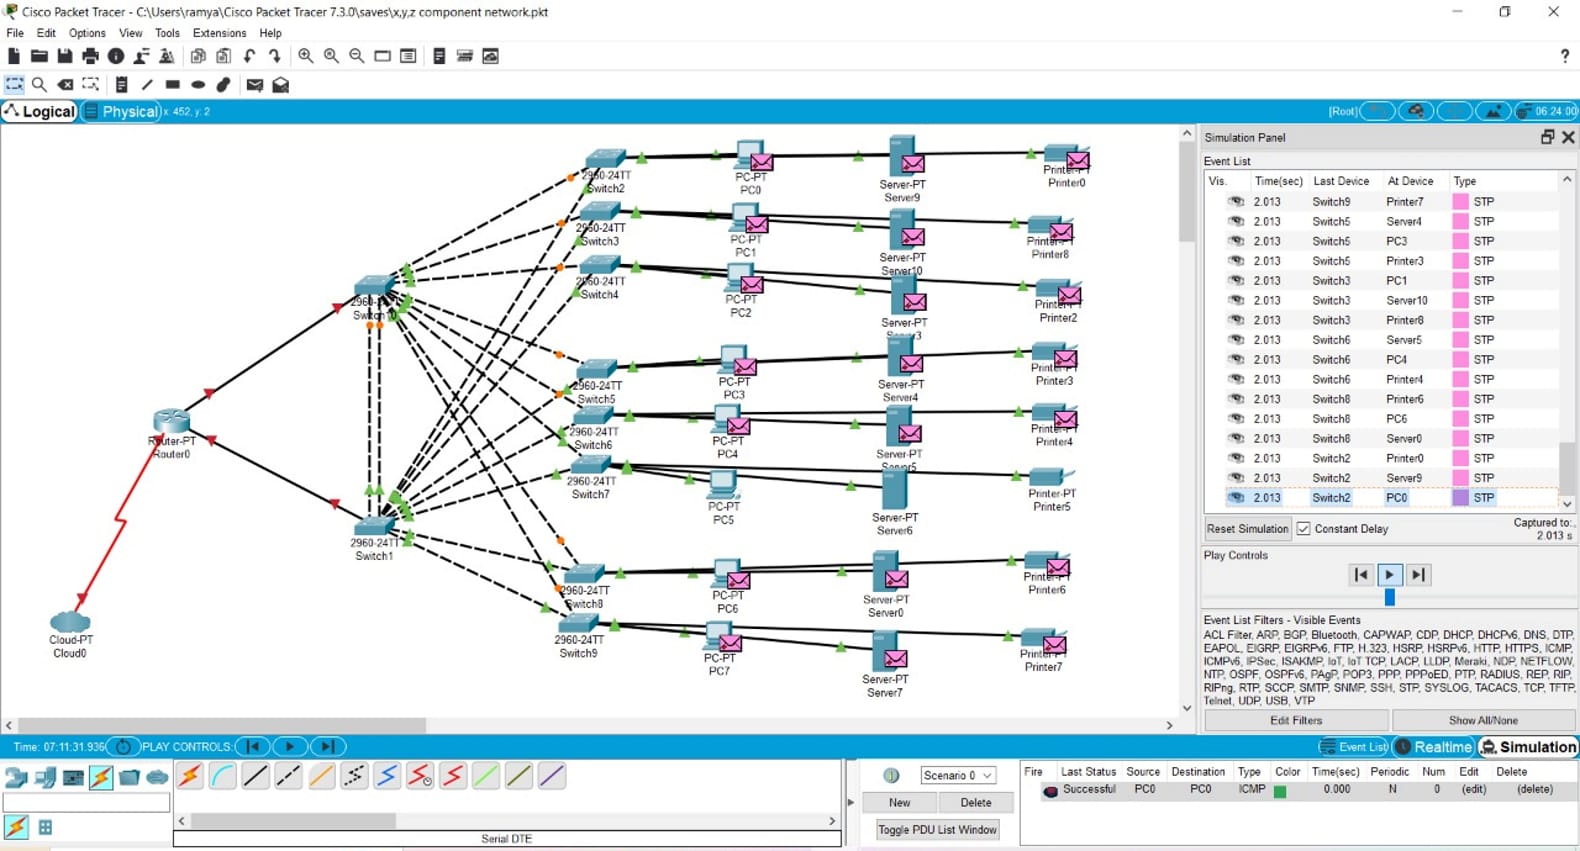 Cisco Packet Tracer - C:\Users\ramya\Cisco Packet Tracer 7.3.0\saves\x,y,z component network.pkt
File Edit Options View Tools Extensions Help
Logical Physical x: 452, y: 2 [Root] 06:24:00
2960-24TT
Switch2
PC-PT
PC0
Server-PT
Server9
Printer-PT
Printer0
2960-24TT
Switch3
PC-PT
PC1
Server-PT
Server10
Printer-PT
Printer8
2960-24TT
Switch4
PC-PT
PC2
Server-PT
Printer-PT
Printer2
2960-24TT
Switch5
PC-PT
PC3
Server-PT
Server4
Printer-PT
Printer3
2960-24TT
Switch6
PC-PT
PC4
Server-PT
Server5
Printer-PT
Printer4
2960-24TT
Switch7
PC-PT
PC5
Server-PT
Server6
Printer-PT
Printer5
2960-24TT
Switch8
PC-PT
PC6
Server-PT
Server0
Printer-PT
Printer6
2960-24TT
Switch9
PC-PT
PC7
Server-PT
Server7
Printer-PT
Printer7
Router-PT
Router0
2960-24TT
Switch1
Cloud-PT
Cloud0
Simulation Panel
Event List
Vis. Time(sec) Last Device At Device Type
2.013 Switch9 Printer7 STP
2.013 Switch5 Server4 STP
2.013 Switch5 PC3 STP
2.013 Switch5 Printer3 STP
2.013 Switch3 PC1 STP
2.013 Switch3 Server10 STP
2.013 Switch3 Printer8 STP
2.013 Switch6 Server5 STP
2.013 Switch6 PC4 STP
2.013 Switch6 Printer4 STP
2.013 Switch8 Printer6 STP
2.013 Switch8 PC6 STP
2.013 Switch8 Server0 STP
2.013 Switch2 Printer0 STP
2.013 Switch2 Server9 STP
2.013 Switch2 PC0 STP
Reset Simulation Constant Delay Captured to:
2.013 s
Play Controls
Event List Filters - Visible Events
ACL Filter, ARP, BGP, Bluetooth, CAPWAP, CDP, DHCP, DHCPv6, DNS, DTP,
EAPOL, EIGRP, EIGRPv6, FTP, H.323, HSRP, HSRPv6, HTTP, HTTPS, ICMP,
ICMPv6, IPSec, ISAKMP, IoT, IoT TCP, LACP, LLDP, Meraki, NDP, NETFLOW,
NTP, OSPF, OSPFv6, PAgP, POP3, PPP, PPPoED, PTP, RADIUS, REP, RIP,
RIPng, RTP, SCCP, SMTP, SNMP, SSH, STP, SYSLOG, TACACS, TCP, TFTP,
Telnet, UDP, USB, VTP
Edit Filters Show All/None
Time: 07:11:31.936 PLAY CONTROLS: Event List Realtime Simulation
Serial DTE
Scenario 0
New Delete
Toggle PDU List Window
Fire Last Status Source Destination Type Color Time(sec) Periodic Num Edit Delete
Successful PC0 PC0 ICMP 0.000 N 0 (edit) (delete)